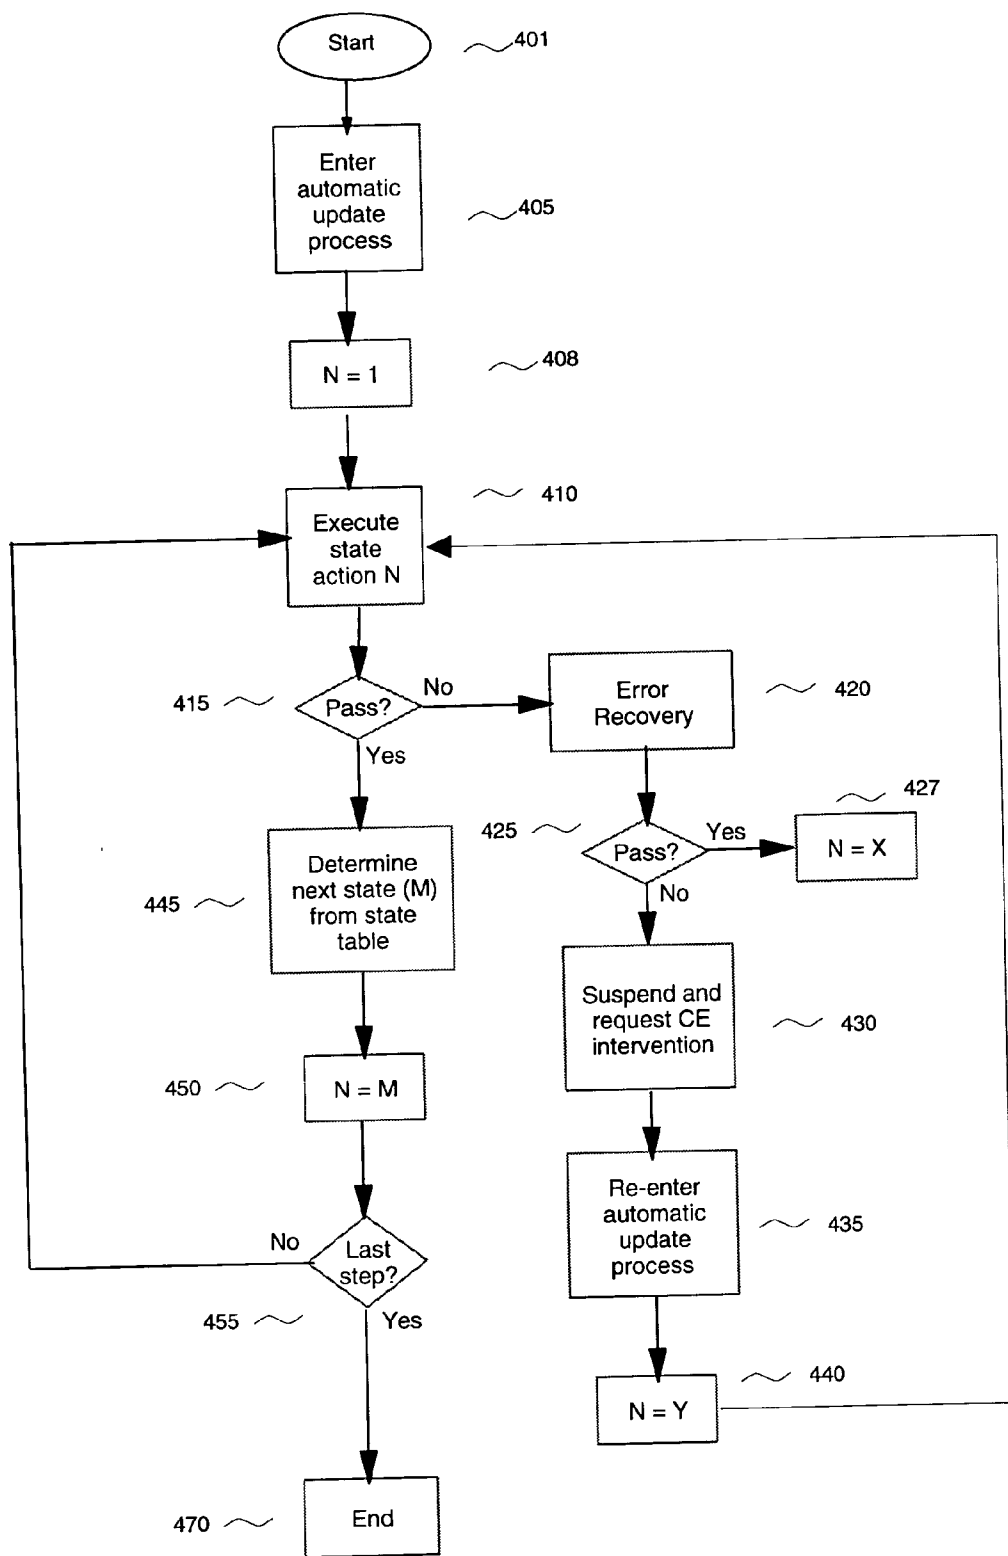 Start
401
Enter
automatic
update
process
405
N = 1
408
410
Execute
state
action N
415
Pass?
No
Yes
Error
Recovery
420
427
425
Pass?
Yes
No
N = X
445
Determine
next state (M)
from state
table
Suspend and
request CE
intervention
430
450
N = M
Re-enter
automatic
update
process
435
No
Last
step?
455
Yes
440
N = Y
470
End